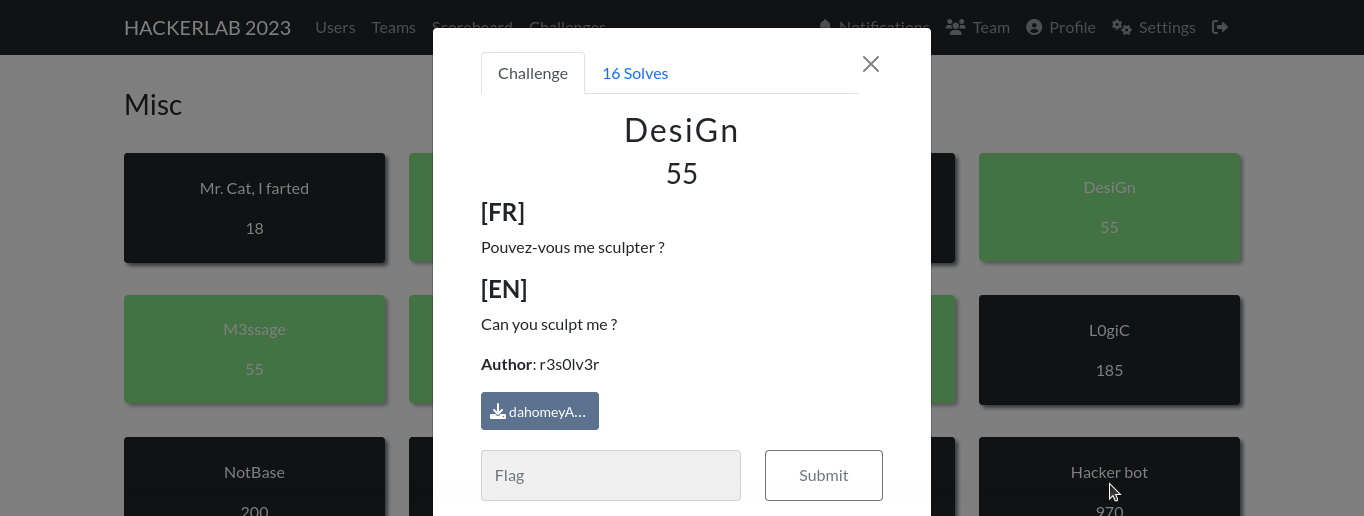 HACKERLAB 2023 Users Teams Scoreboard Challenges Notifications Team Profile Settings
Misc
Mr. Cat, I farted
18
DesiGn
55
M3ssage
55
L0giC
185
NotBase
200
Hacker bot
970
Challenge 16 Solves
DesiGn
55
[FR]
Pouvez-vous me sculpter ?
[EN]
Can you sculpt me ?
Author: r3s0lv3r
dahomeyA...
Flag Submit